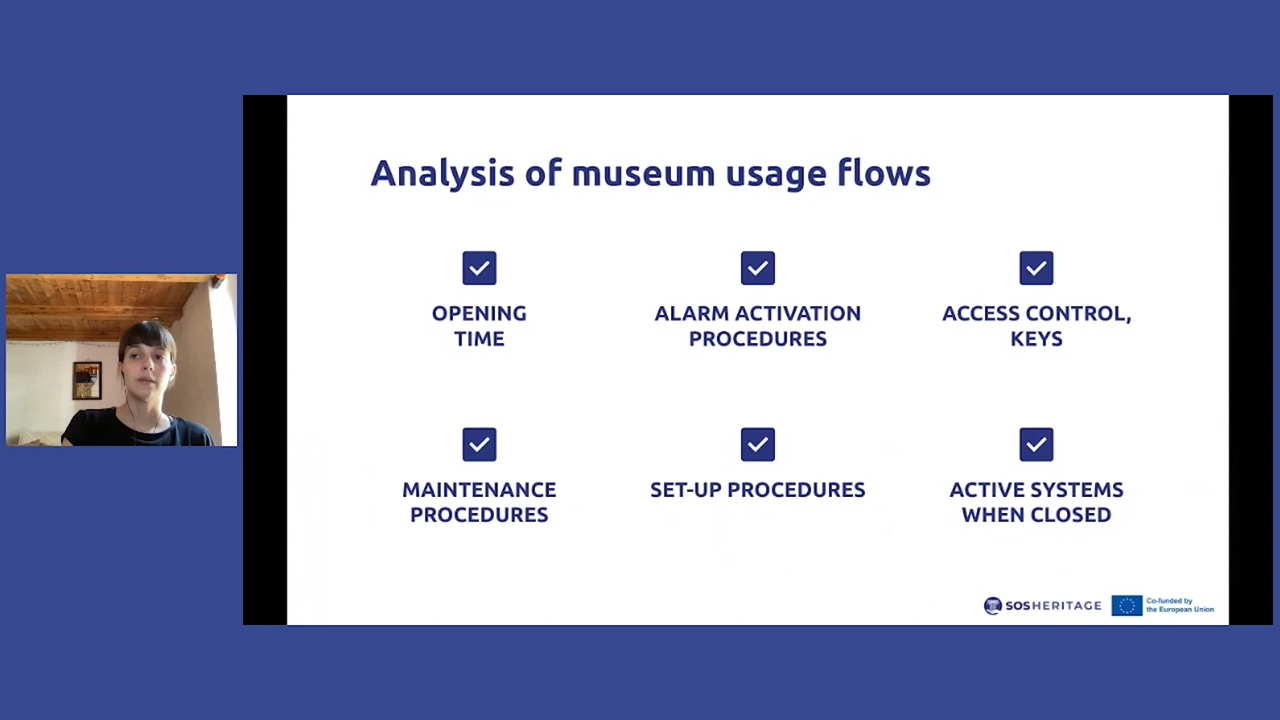 Analysis of museum usage flows
OPENING
TIME
ALARM ACTIVATION
PROCEDURES
ACCESS CONTROL,
KEYS
MAINTENANCE
PROCEDURES
SET-UP PROCEDURES
ACTIVE SYSTEMS
WHEN CLOSED
SOSHERITAGE
Co-funded by
the European Union